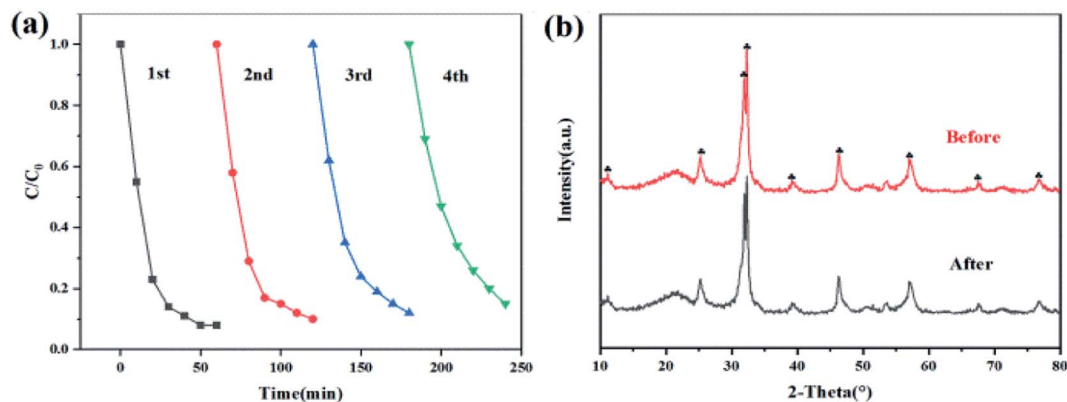 (a)
1.0
0.8
0.6
0.4
0.2
0.0
C/C₀
1st
2nd
3rd
4th
0
50
100
150
200
250
Time(min)
(b)
Intensity(a.u.)
Before
After
10
20
30
40
50
60
70
80
2-Theta(°)